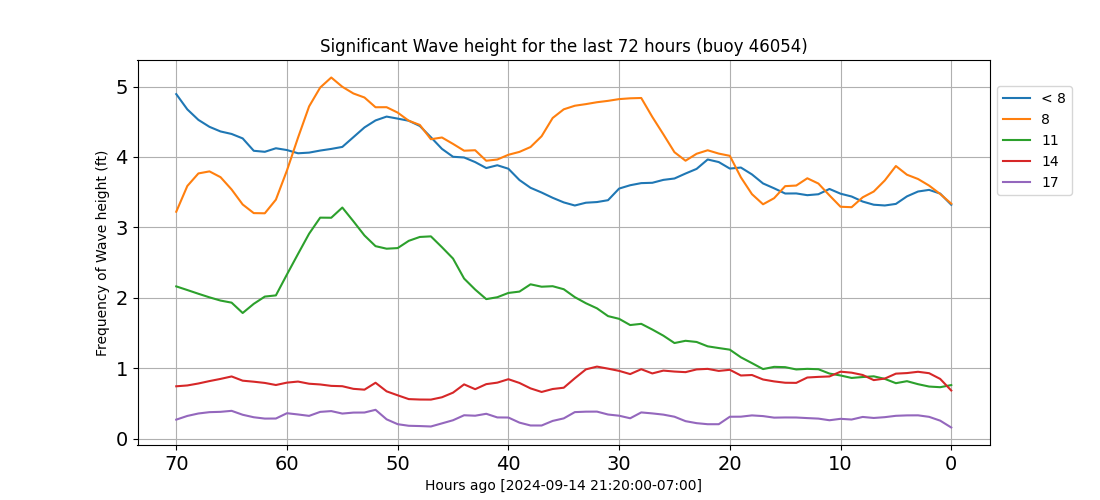 Significant Wave height for the last 72 hours (buoy 46054)
Frequency of Wave height (ft)
5
4
3
2
1
0
70 60 50 40 30 20 10 0
Hours ago [2024-09-14 21:20:00-07:00]
< 8
8
11
14
17